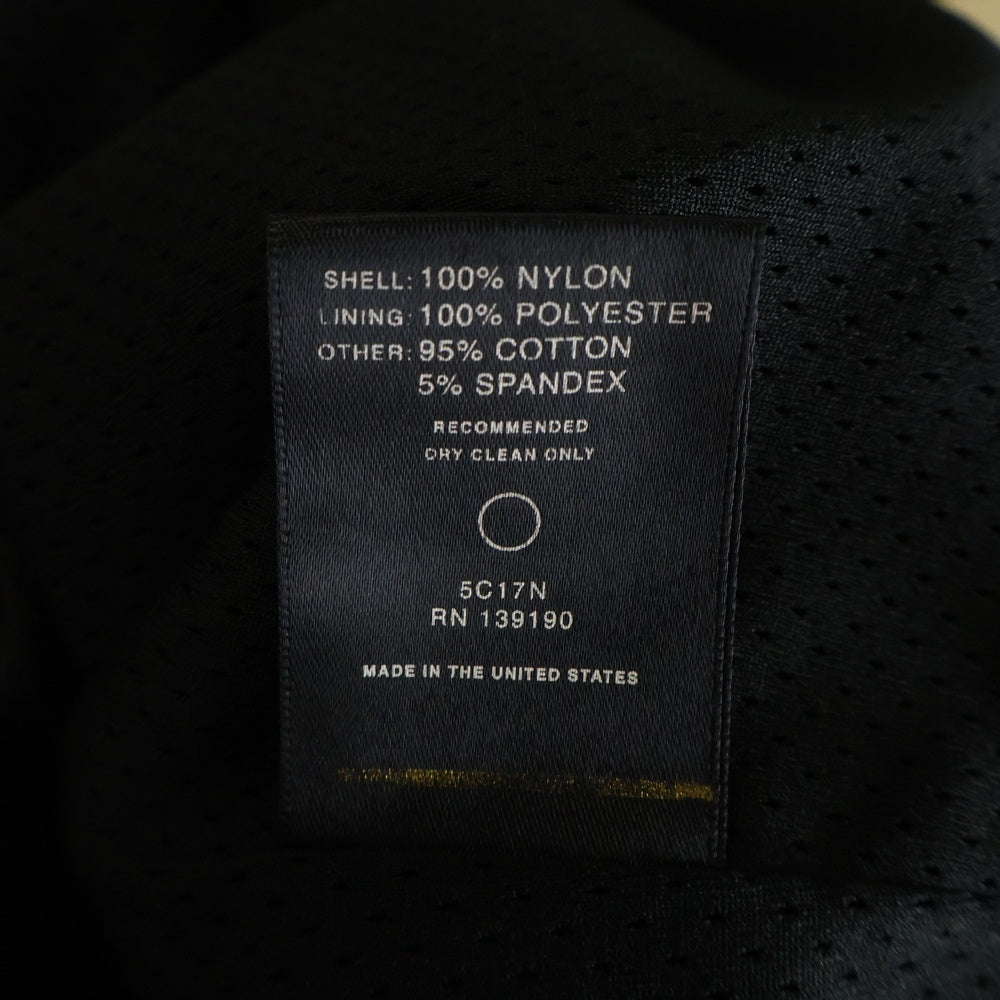 SHELL: 100% NYLON
LINING: 100% POLYESTER
OTHER: 95% COTTON
5% SPANDEX
RECOMMENDED
DRY CLEAN ONLY
5C17N
RN 139190
MADE IN THE UNITED STATES